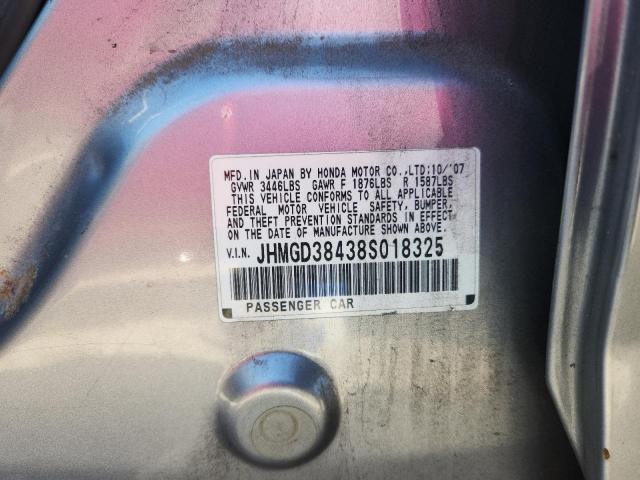 MFD.IN JAPAN BY HONDA MOTOR CO.,LTD:10/'07
GVWR 3446LBS GAWR F 1876LBS R 1587LBS
THIS VEHICLE CONFORMS TO ALL APPLICABLE
FEDERAL MOTOR VEHICLE SAFETY, BUMPER,
AND THEFT PREVENTION STANDARDS IN EFFECT
ON THE DATE OF MANUFACTURE SHOWN ABOVE.
V.I.N. JHMGD38438S018325
PASSENGER CAR